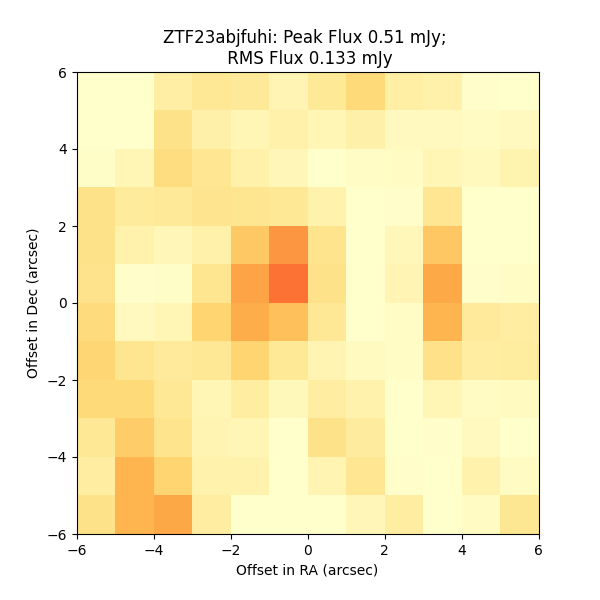 ZTF23abjfuhi: Peak Flux 0.51 mJy;
RMS Flux 0.133 mJy
6
4
2
0
−2
−4
−6
Offset in Dec (arcsec)
−6 −4 −2 0 2 4 6
Offset in RA (arcsec)